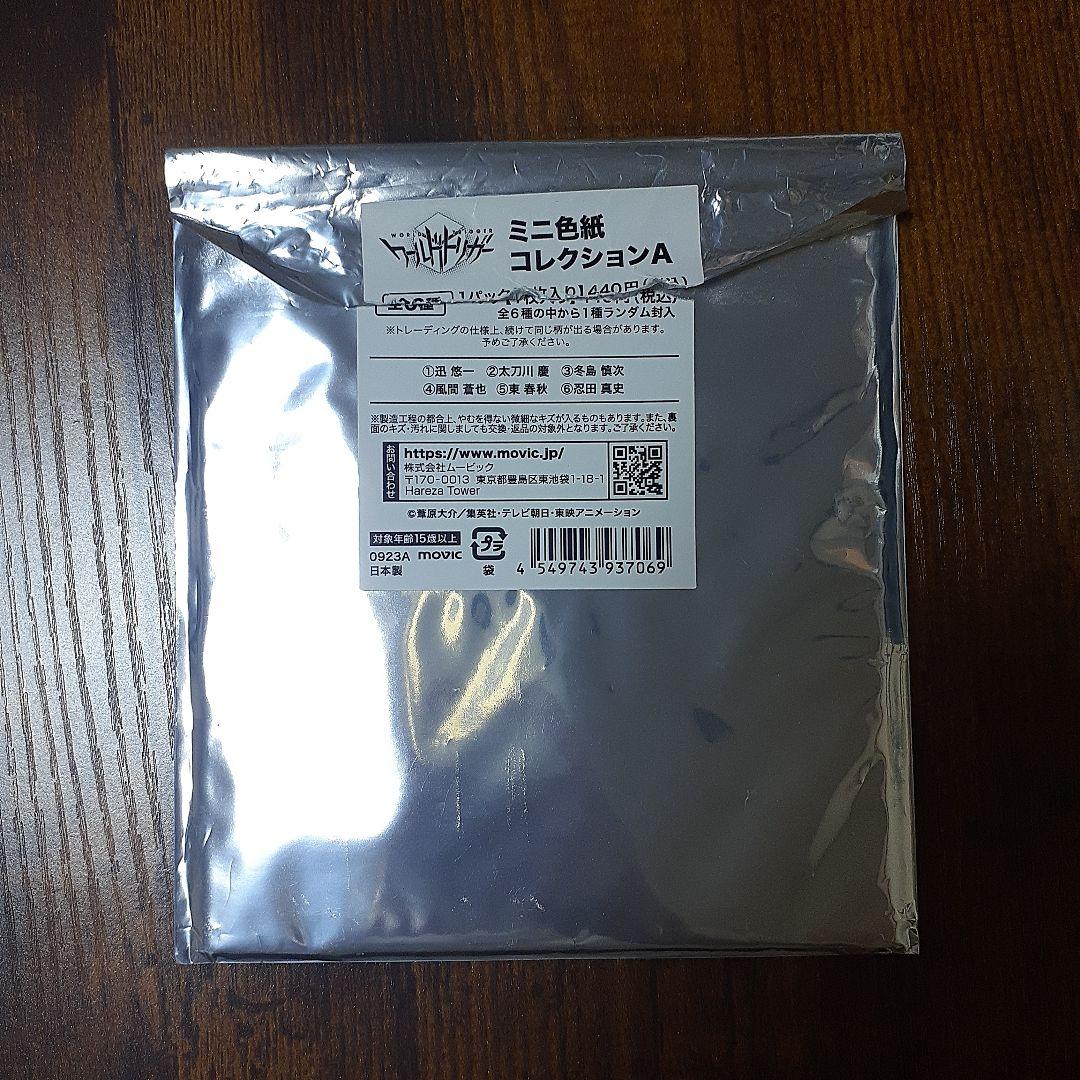 WORLD TRIGGER
ワールドトリガー
ミニ色紙
コレクションA
全6種
1パック1枚入り 440円(税込)
全6種の中から1種ランダム封入
※トレーディングの仕様上、続けて同じ柄が出る場合があります。
予めご了承ください。
①迅 悠一 ②太刀川 慶 ③冬島 慎次
④風間 蒼也 ⑤東 春秋 ⑥忍田 真史
※製造工程の都合上、やむを得ない微細なキズが入るものもあります。また、裏
面のキズ・汚れに関しましても交換・返品の対象外となります。ご了承ください。
お問い合わせ
https://www.movic.jp/
株式会社ムービック
〒170-0013 東京都豊島区東池袋1-18-1
Hareza Tower
©葦原大介/集英社・テレビ朝日・東映アニメーション
対象年齢15歳以上
0923A movic
日本製
プラ
袋
4 549743 937069